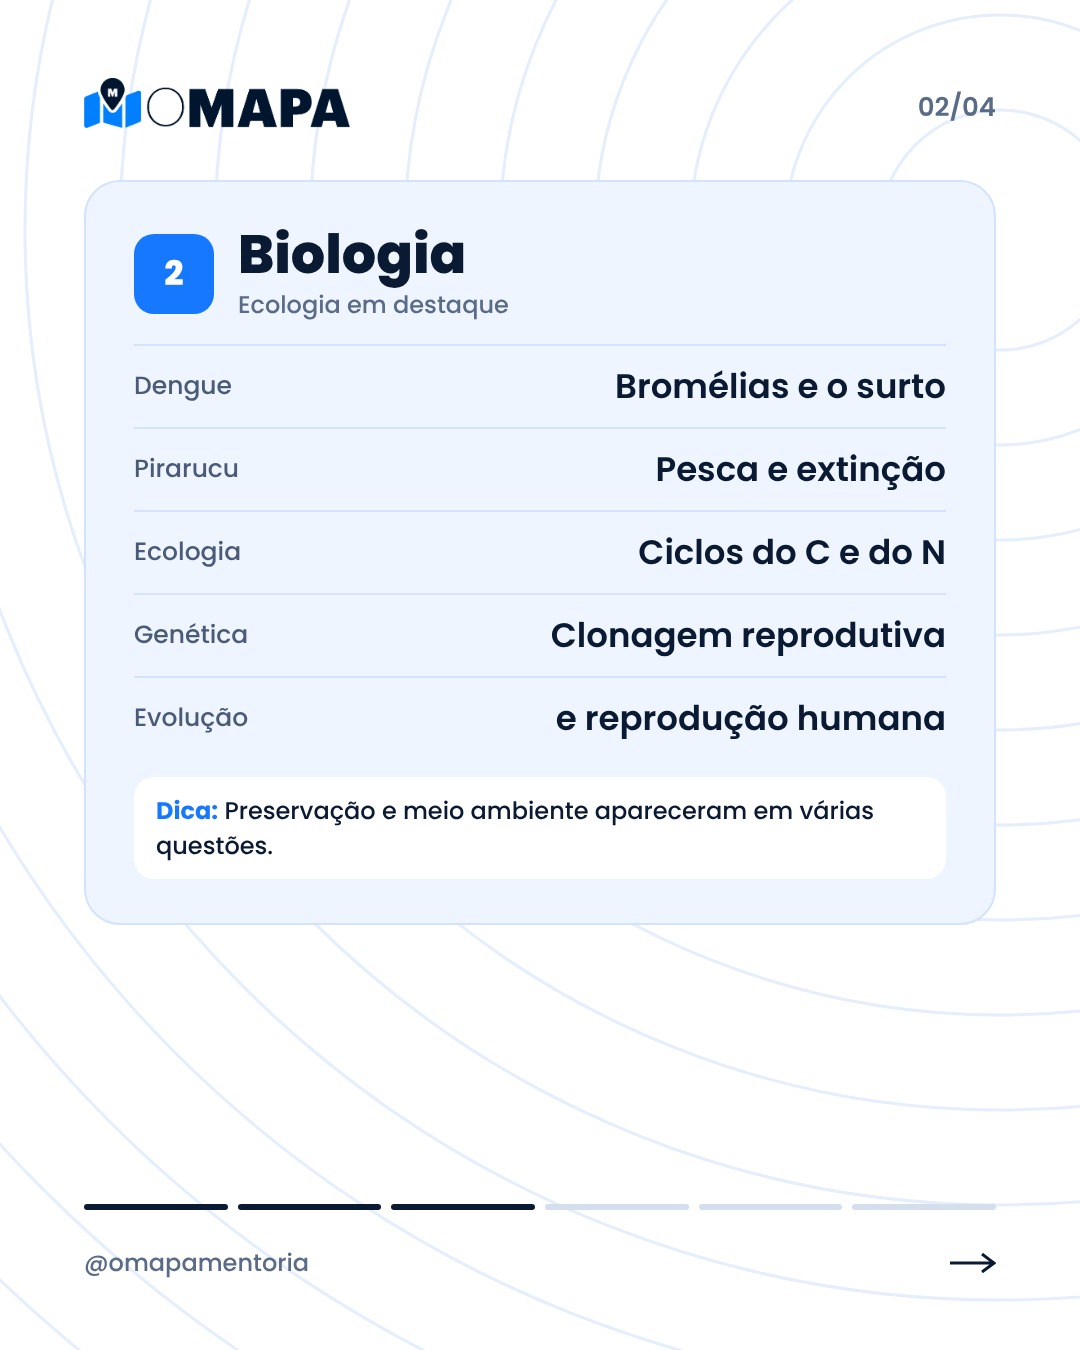 M OMAPA
02/04
2
Biologia
Ecologia em destaque
Dengue Bromélias e o surto
Pirarucu Pesca e extinção
Ecologia Ciclos do C e do N
Genética Clonagem reprodutiva
Evolução e reprodução humana
Dica: Preservação e meio ambiente apareceram em várias
questões.
@omapamentoria